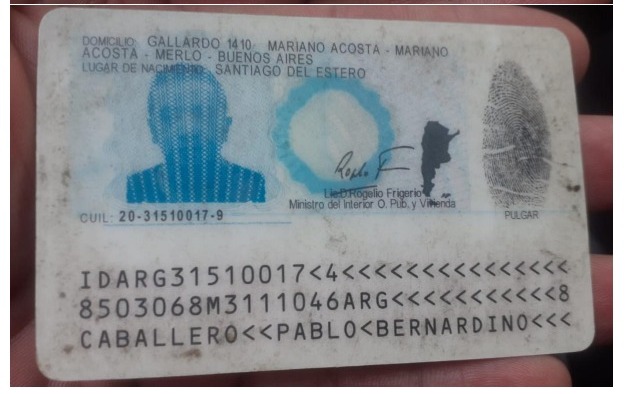 DOMICILIO: GALLARDO 1410 MARIANO ACOSTA - MARIANO
ACOSTA - MERLO - BUENOS AIRES
LUGAR DE NACIMIENTO: SANTIAGO DEL ESTERO
Lic D. Rogelio Frigerio
Ministro del Interior O. Pub. y Vivienda
PULGAR
CUIL: 20-31510017-9
IDARG31510017<4<<<<<<<<<<<<<<<
8503068M3111046ARG<<<<<<<<<<<8
CABALLERO<<PABLO<BERNARDINO<<<